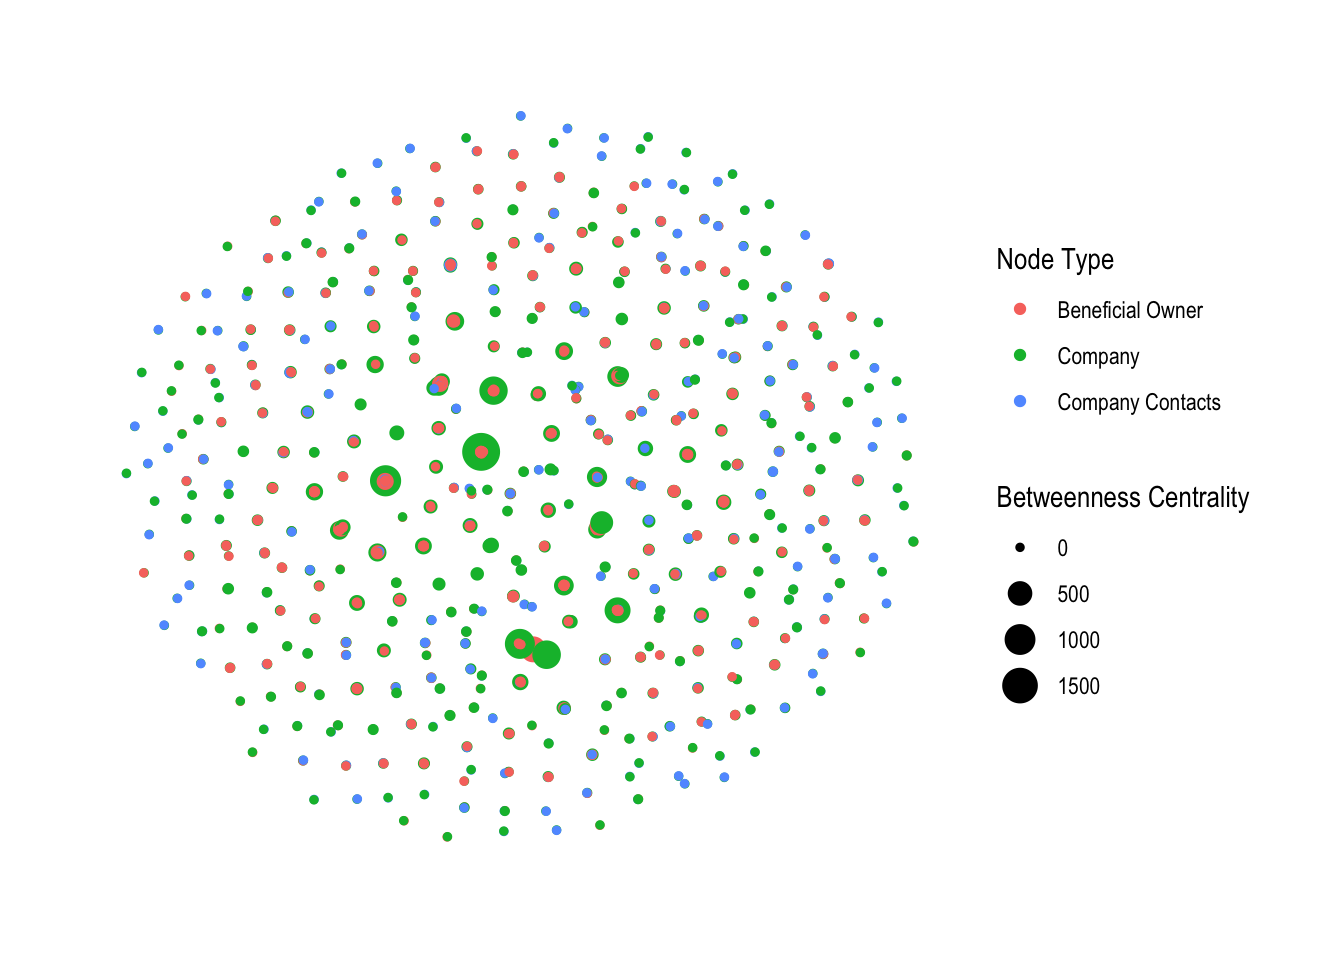 Node Type
Beneficial Owner
Company
Company Contacts
Betweenness Centrality
0
500
1000
1500